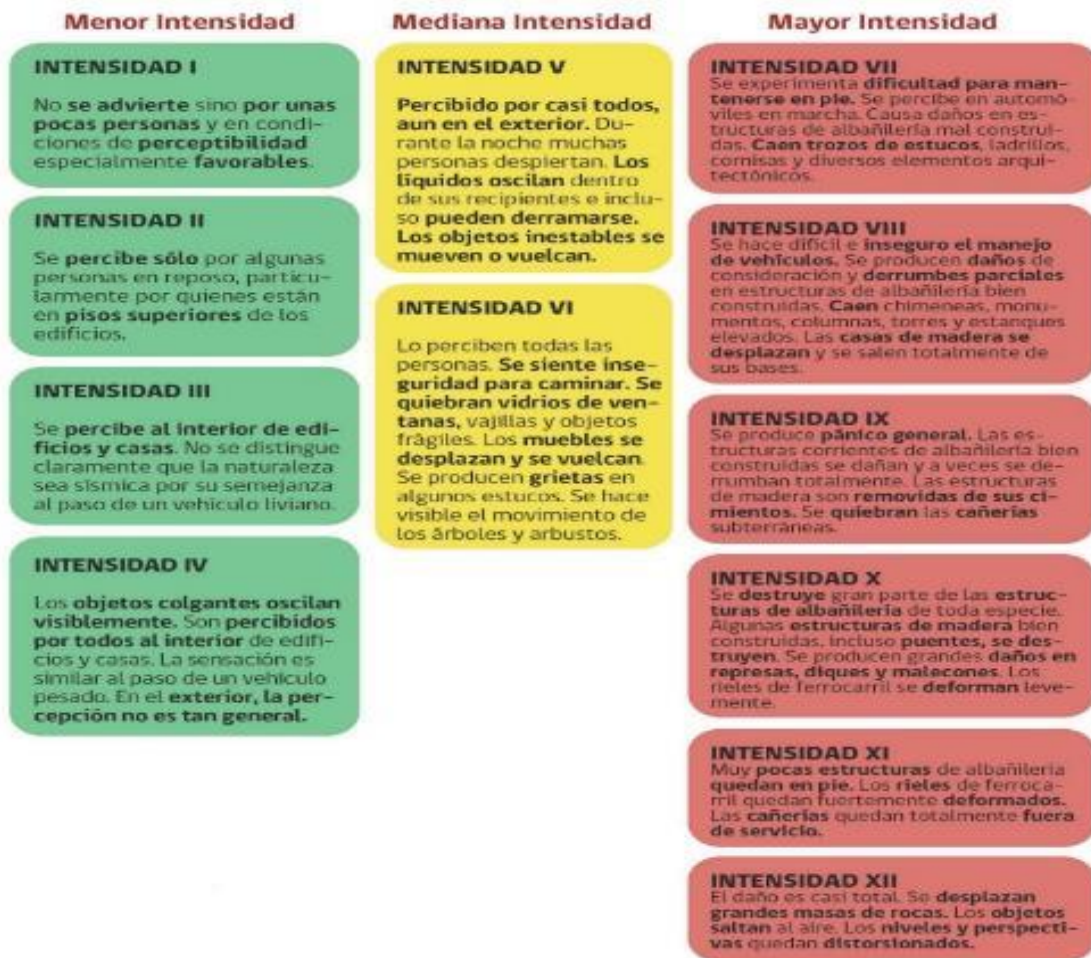 Menor Intensidad
INTENSIDAD I
No se advierte sino por unas
pocas personas y en condi-
ciones de perceptibilidad
especialmente favorables.
INTENSIDAD II
Se percibe sólo por algunas
personas en reposo, particu-
larmente por quienes están
en pisos superiores de los
edificios.
INTENSIDAD III
Se percibe al interior de edi-
ficios y casas. No se distingue
claramente que la naturaleza
sea sísmica por su semejanza
al paso de un vehículo liviano.
INTENSIDAD IV
Los objetos colgantes oscilan
visiblemente. Son percibidos
por todos al interior de edifi-
cios y casas. La sensación es
similar al paso de un vehículo
pesado. En el exterior, la per-
cepción no es tan general.
Mediana Intensidad
INTENSIDAD V
Percibido por casi todos,
aun en el exterior. Du-
rante la noche muchas
personas despiertan. Los
líquidos oscilan dentro
de sus recipientes e inclu-
so pueden derramarse.
Los objetos inestables se
mueven o vuelcan.
INTENSIDAD VI
Lo perciben todas las
personas. Se siente inse-
guridad para caminar. Se
quiebran vidrios de ven-
tanas, vajillas y objetos
frágiles. Los muebles se
desplazan y se vuelcan.
Se producen grietas en
algunos estucos. Se hace
visible el movimiento de
los árboles y arbustos.
Mayor Intensidad
INTENSIDAD VII
Se experimenta dificultad para man-
tenerse en pie. Se percibe en automó-
viles en marcha. Causa daños en es-
tructuras de albañilería mal construi-
das. Caen trozos de estucos, ladrillos,
cornisas y diversos elementos arqui-
tectónicos.
INTENSIDAD VIII
Se hace difícil e inseguro el manejo
de vehículos. Se producen daños de
consideración y derrumbes parciales
en estructuras de albañilería bien
construidas. Caen chimeneas, monu-
mentos, columnas, torres y estanques
elevados. Las casas de madera se
desplazan y se salen totalmente de
sus bases.
INTENSIDAD IX
Se produce pánico general. Las es-
tructuras corrientes de albañilería bien
construidas se dañan y a veces se de-
rrumban totalmente. Las estructuras
de madera son removidas de sus ci-
mientos. Se quiebran las cañerías
subterráneas.
INTENSIDAD X
Se destruye gran parte de las estruc-
turas de albañilería de toda especie.
Algunas estructuras de madera bien
construidas, incluso puentes, se des-
truyen. Se producen grandes daños en
represas, diques y malecones. Los
rieles de ferrocarril se deforman leve-
mente.
INTENSIDAD XI
Muy pocas estructuras de albañilería
quedan en pie. Los rieles de ferroca-
rril quedan fuertemente deformados.
Las cañerías quedan totalmente fuera
de servicio.
INTENSIDAD XII
El daño es casi total. Se desplazan
grandes masas de rocas. Los objetos
saltan al aire. Los niveles y perspecti-
vas quedan distorsionados.